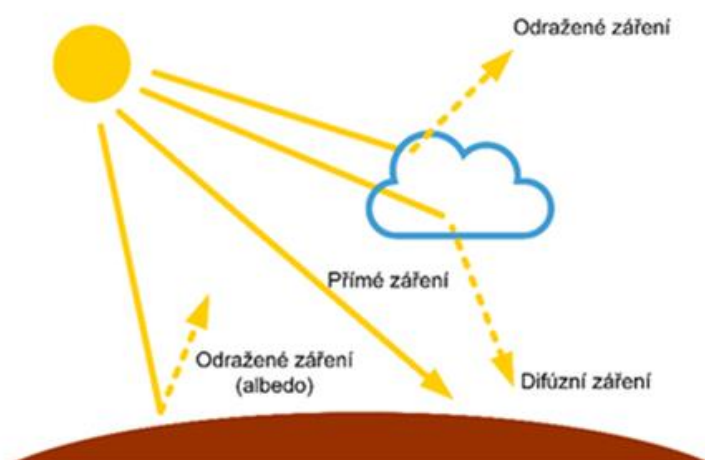 Odražené záření
Přímé záření
Odražené záření
(albedo)
Difúzní záření